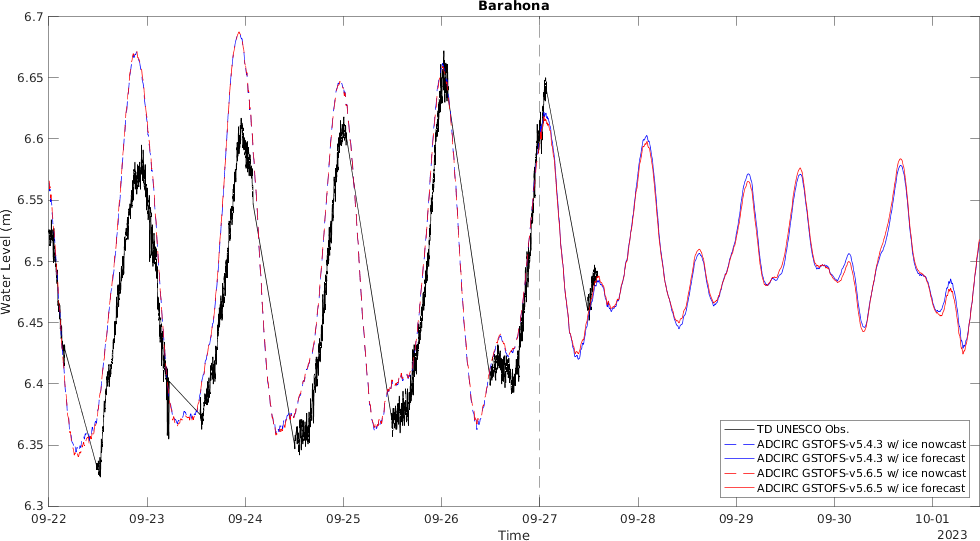 Barahona
6.7
6.65
6.6
6.55
6.5
6.45
6.4
6.35
6.3
Water Level (m)
TD UNESCO Obs.
ADCIRC GSTOFS-v5.4.3 w/ ice nowcast
ADCIRC GSTOFS-v5.4.3 w/ ice forecast
ADCIRC GSTOFS-v5.6.5 w/ ice nowcast
ADCIRC GSTOFS-v5.6.5 w/ ice forecast
09-22 09-23 09-24 09-25 09-26 09-27 09-28 09-29 09-30 10-01
Time
2023